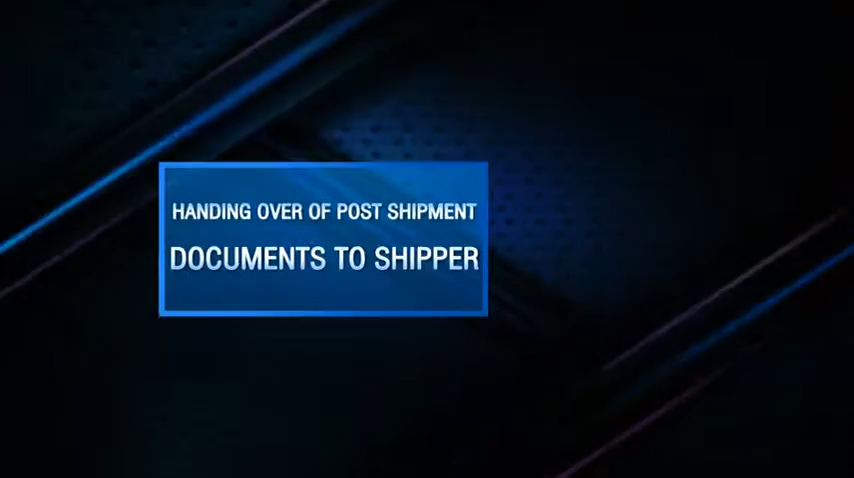 HANDING OVER OF POST SHIPMENT
DOCUMENTS TO SHIPPER